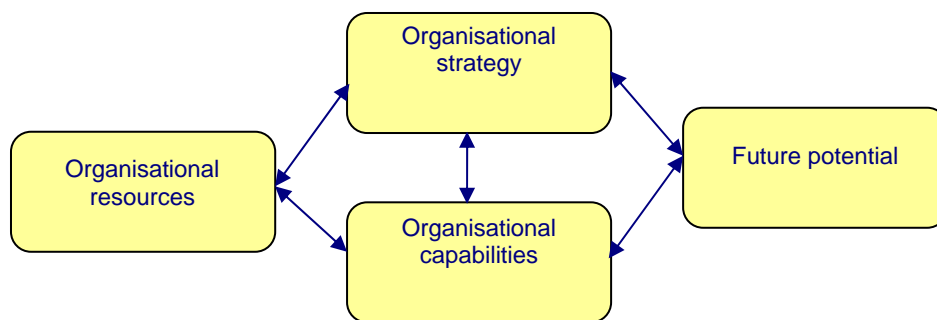 Organisational
strategy
Organisational
resources
Future potential
Organisational
capabilities